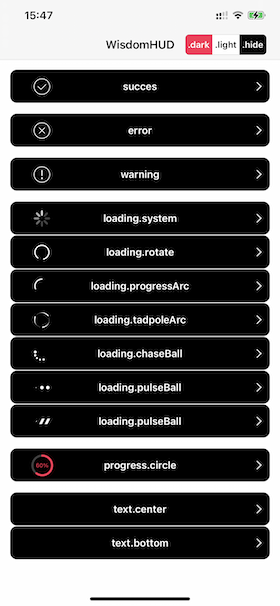 15:47
WisdomHUD
.dark .light .hide
succes
error
warning
loading.system
loading.rotate
loading.progressArc
loading.tadpoleArc
loading.chaseBall
loading.pulseBall
loading.pulseBall
60%
progress.circle
text.center
text.bottom